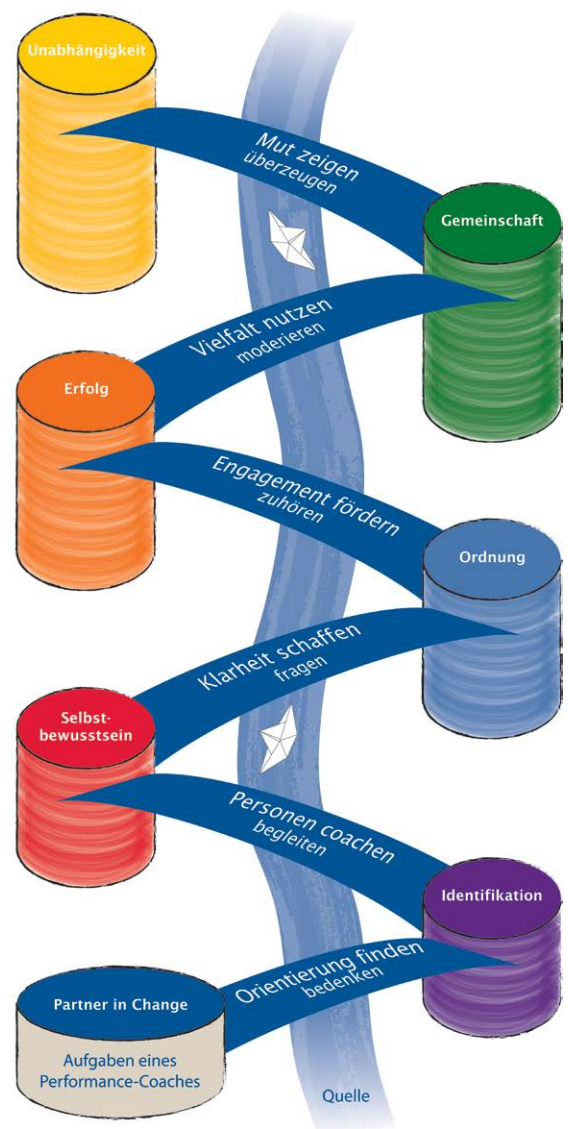 Unabhängigkeit
Mut zeigen
überzeugen
Gemeinschaft
Vielfalt nutzen
moderieren
Erfolg
Engagement fördern
zuhören
Ordnung
Klarheit schaffen
fragen
Selbst-
bewusstsein
Personen coachen
begleiten
Identifikation
Orientierung finden
bedenken
Partner in Change
Aufgaben eines
Performance-Coaches
Quelle